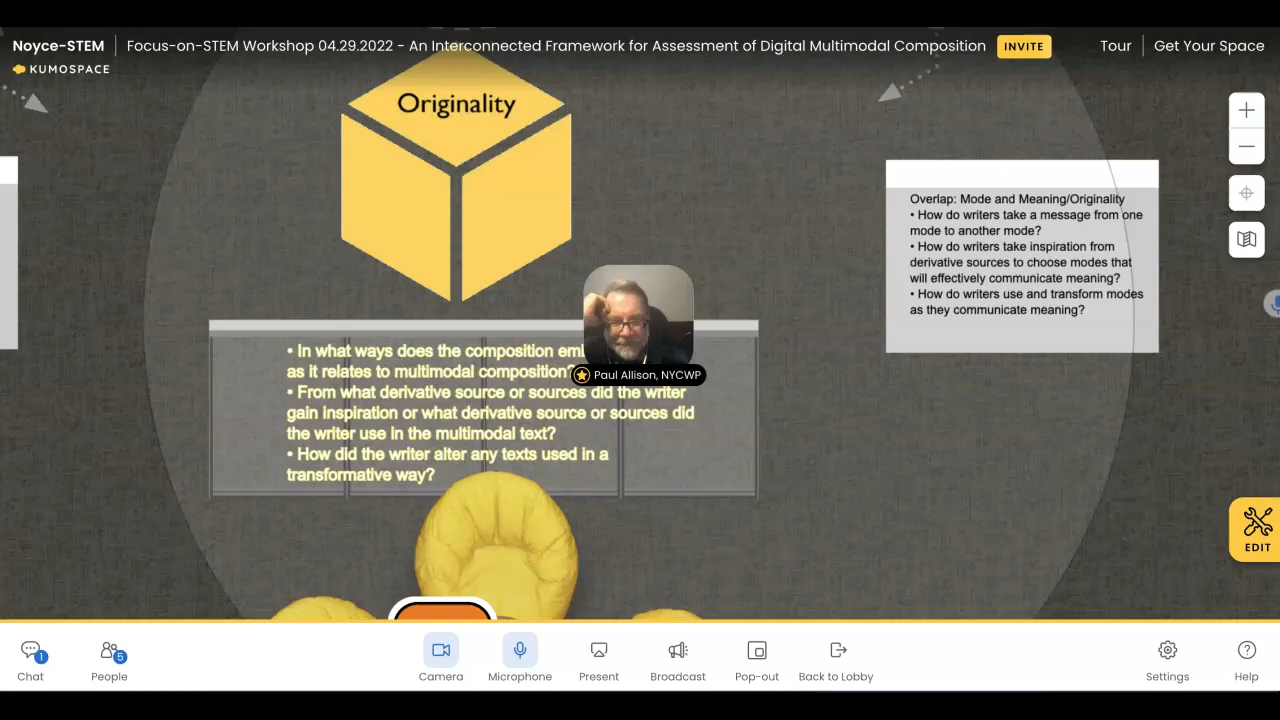 Noyce-STEM
Focus-on-STEM Workshop 04.29.2022 - An Interconnected Framework for Assessment of Digital Multimodal Composition
INVITE
Tour
Get Your Space
KUMOSPACE
Originality
• In what ways does the composition
as it relates to multimodal composition?
• From what derivative source or sources did the writer
gain inspiration or what derivative source or sources did
the writer use in the multimodal text?
• How did the writer alter any texts used in a
transformative way?
Paul Allison, NYCWP
Overlap: Mode and Meaning/Originality
• How do writers take a message from one
mode to another mode?
• How do writers take inspiration from
derivative sources to choose modes that
will effectively communicate meaning?
• How do writers use and transform modes
as they communicate meaning?
EDIT
1
Chat
5
People
Camera
Microphone
Present
Broadcast
Pop-out
Back to Lobby
Settings
Help